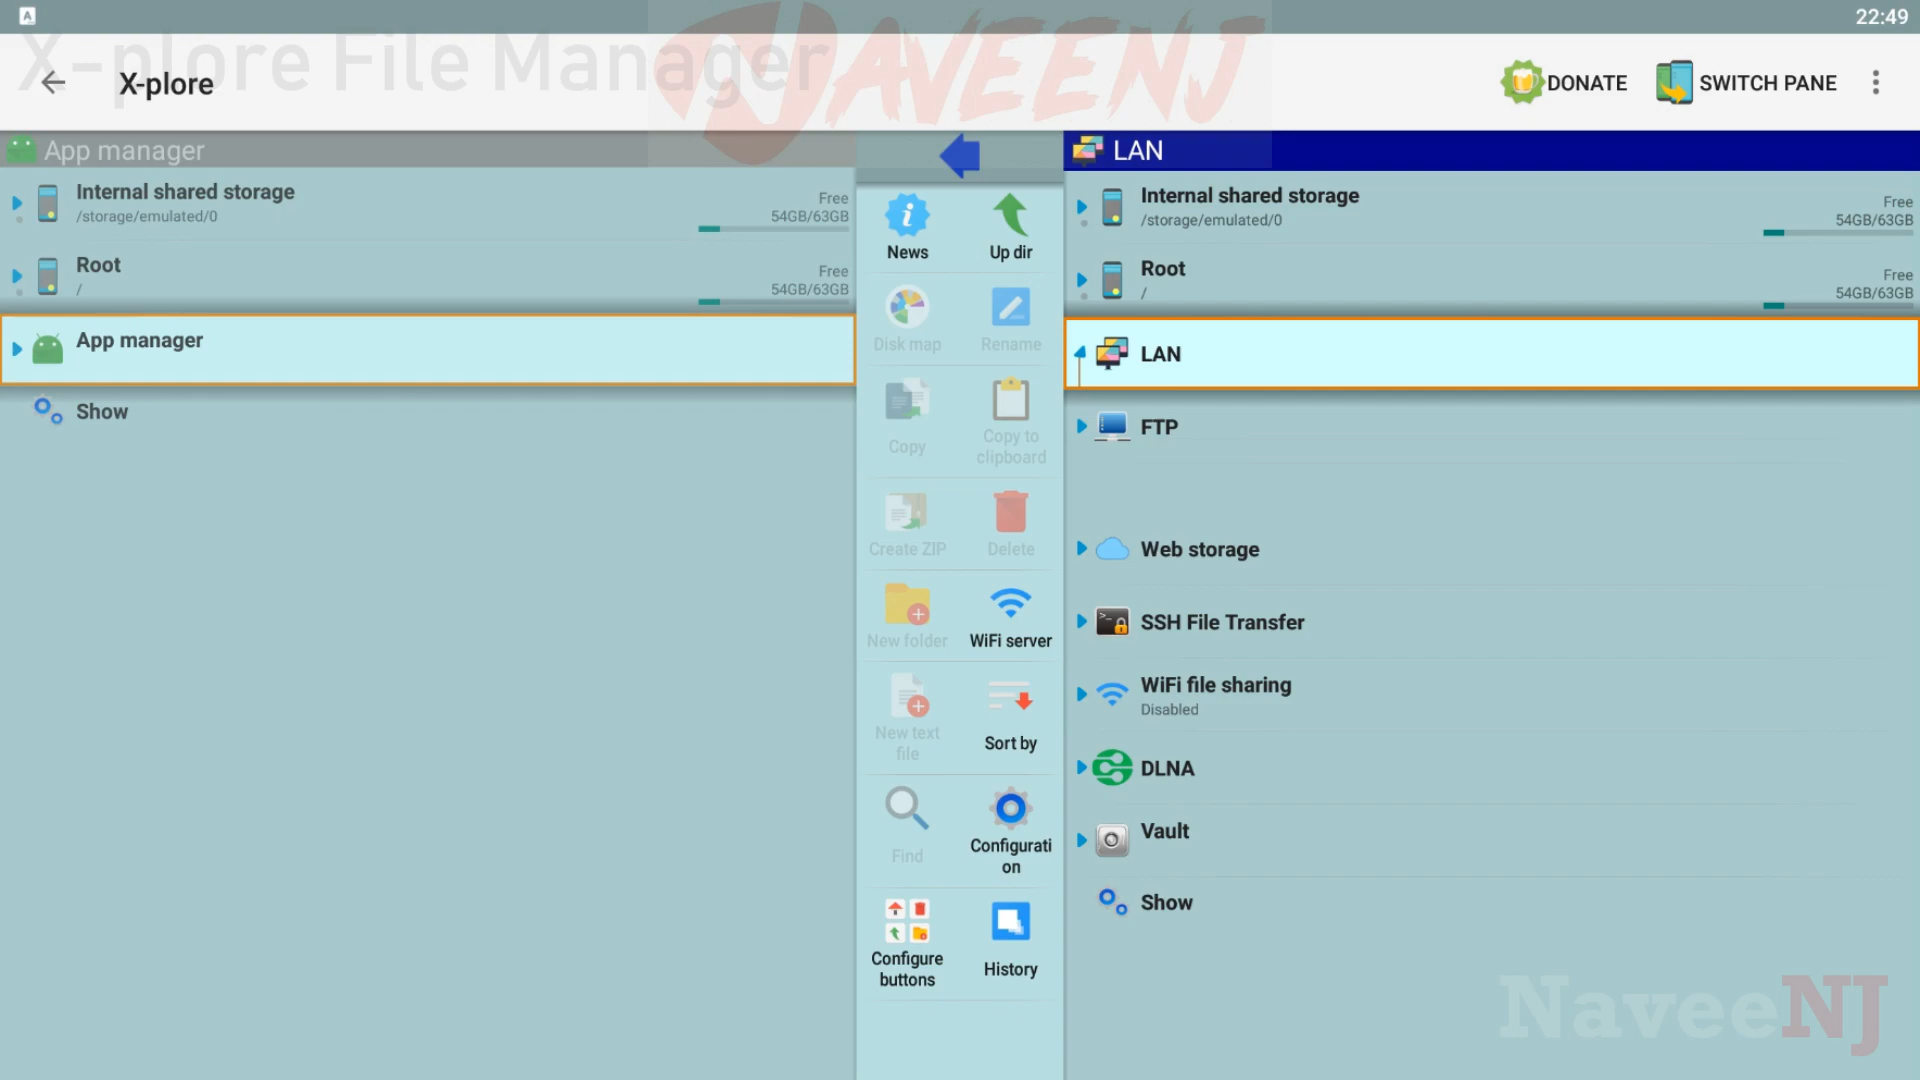 A
22:49
X-plore File Manager
NAVEENJ
X-plore
DONATE
SWITCH PANE
App manager
Internal shared storage
/storage/emulated/0
Free
54GB/63GB
Root
/
Free
54GB/63GB
App manager
Show
News
Up dir
Disk map
Rename
Copy
Copy to
clipboard
Create ZIP
Delete
New folder
WiFi server
New text
file
Sort by
Find
Configurati
on
Configure
buttons
History
LAN
Internal shared storage
/storage/emulated/0
Free
54GB/63GB
Root
/
Free
54GB/63GB
LAN
FTP
Web storage
SSH File Transfer
WiFi file sharing
Disabled
DLNA
Vault
Show
NaveeNJ